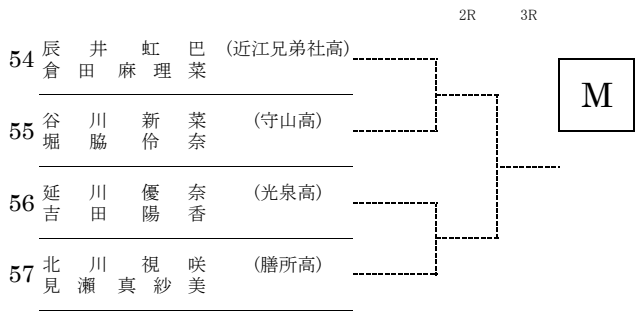 2R 3R
54 辰井虹巴 (近江兄弟社高)
倉田麻理菜
M
55 谷川新菜 (守山高)
堀脇伶奈
56 延川優奈 (光泉高)
吉田陽香
57 北川視咲 (膳所高)
見瀬真紗美